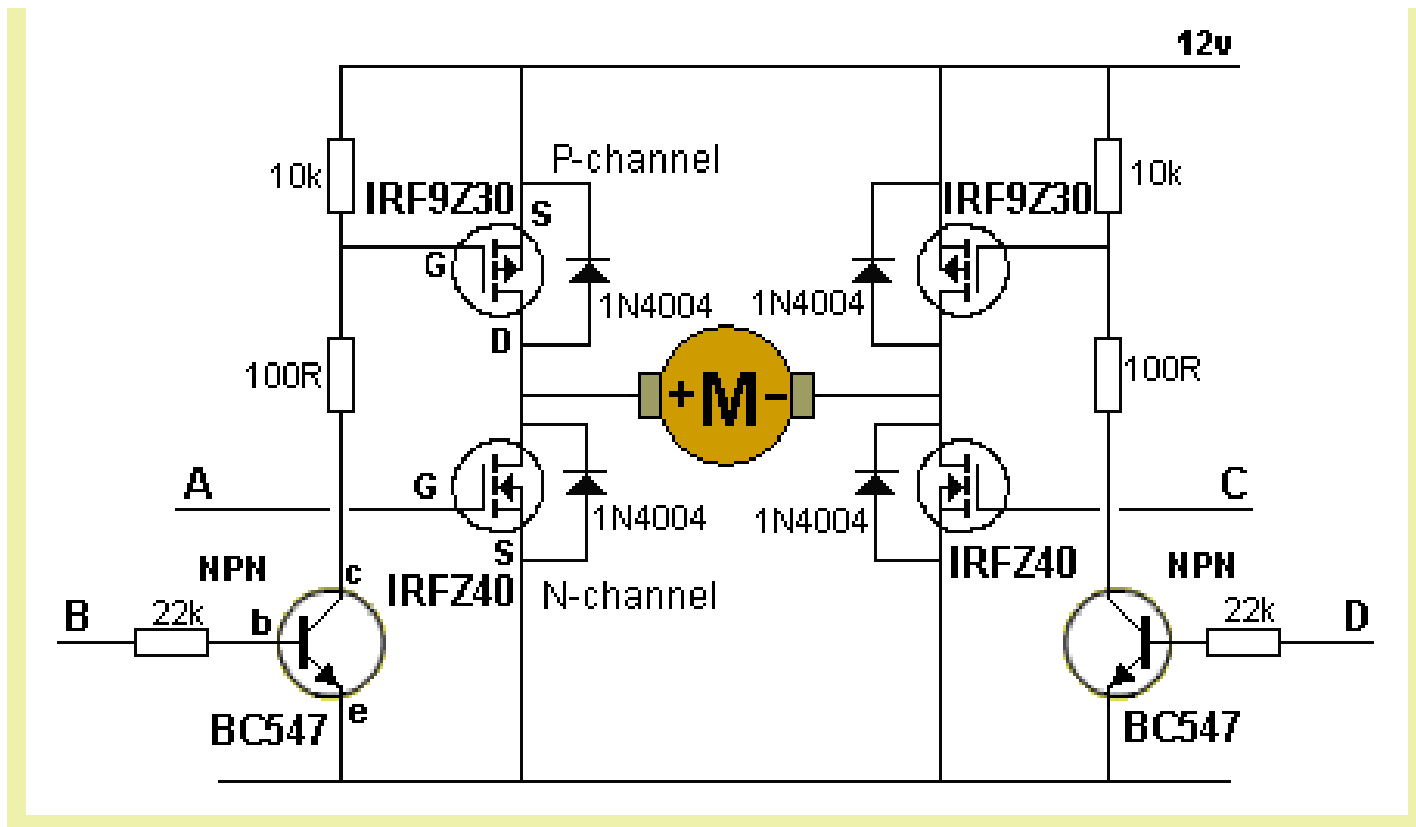 12v
P-channel
10k
IRF9Z30
S
IRF9Z30
10k
G
1N4004
1N4004
D
100R
+M-
100R
A
G
C
1N4004
1N4004
S
NPN
c
IRFZ40
N-channel
IRFZ40
NPN
B
22k
b
22k
D
BC547
e
BC547